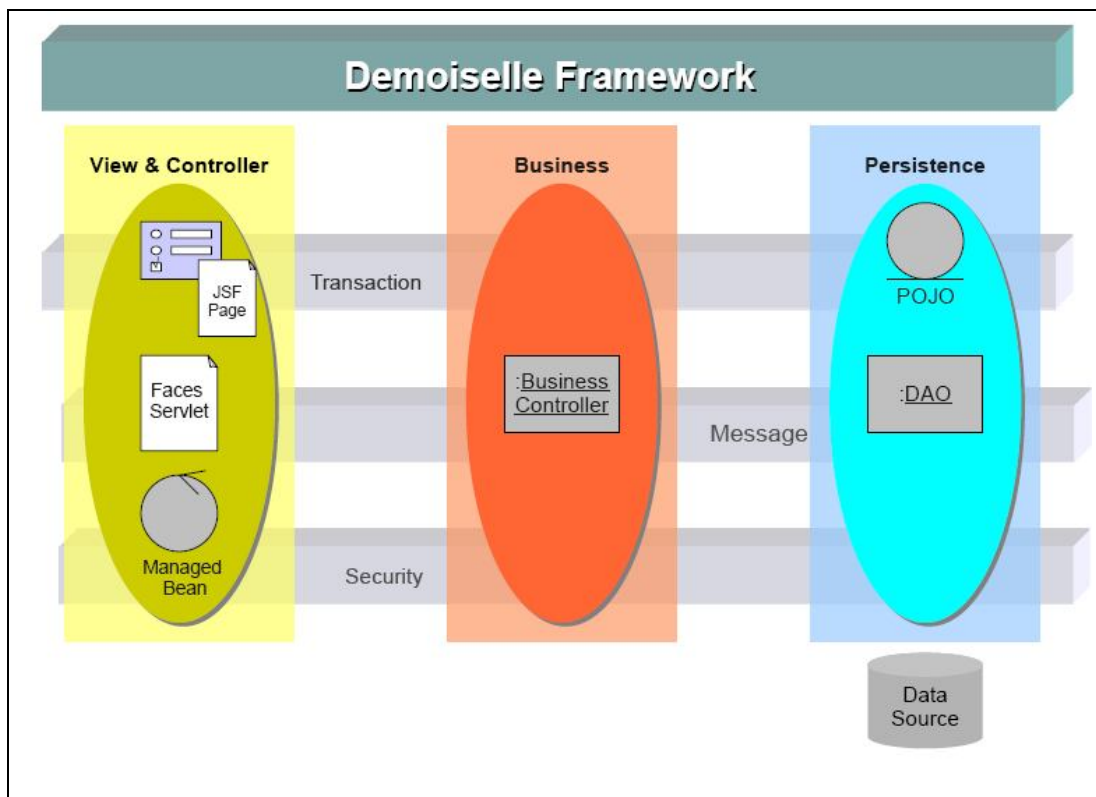 Demoiselle Framework
View & Controller
Business
Persistence
JSF
Page
Transaction
POJO
Faces
Servlet
:Business
Controller
:DAO
Message
Managed
Bean
Security
Data
Source